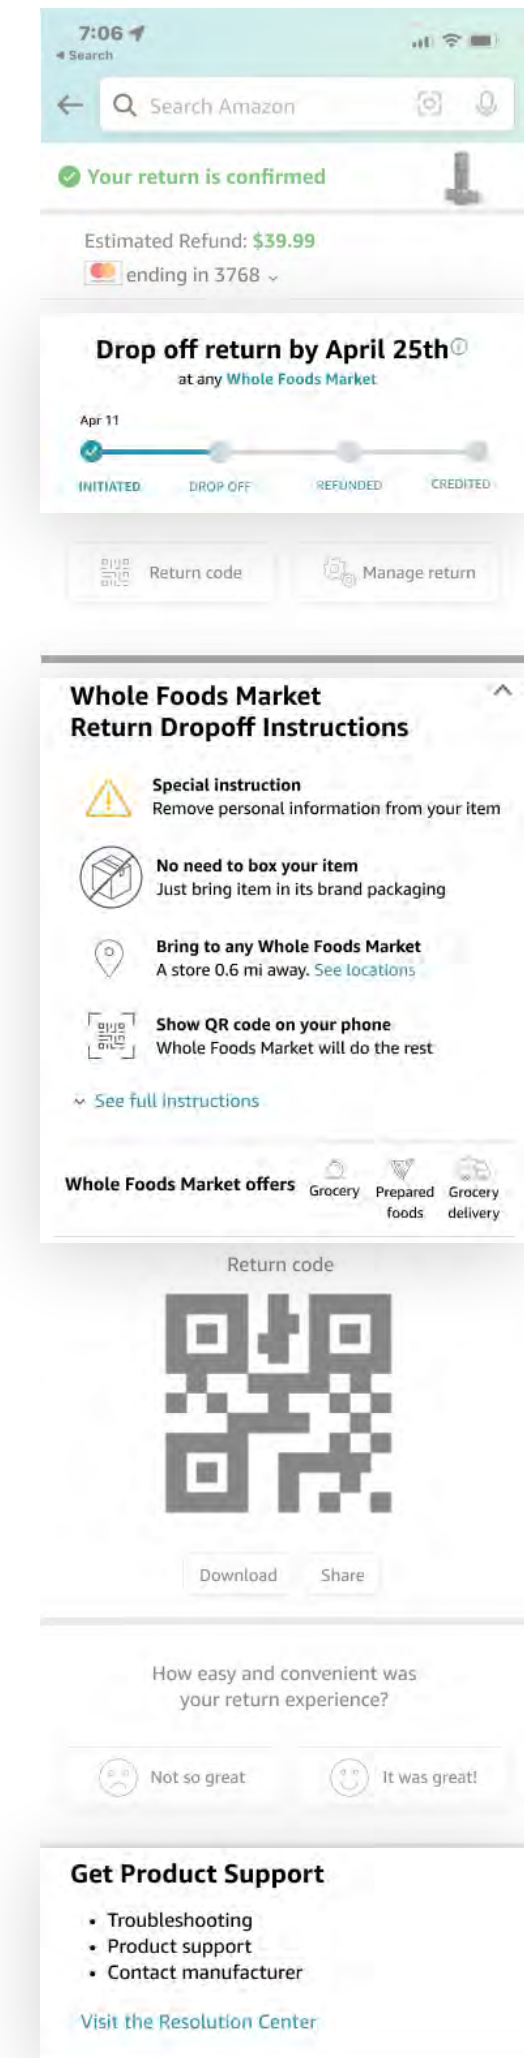 7:06
Search
Search Amazon
Your return is confirmed
Estimated Refund: $39.99
ending in 3768
Drop off return by April 25th
at any Whole Foods Market
Apr 11
INITIATED DROP OFF REFUNDED CREDITED
Return code Manage return
Whole Foods Market
Return Dropoff Instructions
Special instruction
Remove personal information from your item
No need to box your item
Just bring item in its brand packaging
Bring to any Whole Foods Market
A store 0.6 mi away. See locations
Show QR code on your phone
Whole Foods Market will do the rest
See full instructions
Whole Foods Market offers Grocery Prepared foods Grocery delivery
Return code
Download Share
How easy and convenient was
your return experience?
Not so great It was great!
Get Product Support
• Troubleshooting
• Product support
• Contact manufacturer
Visit the Resolution Center